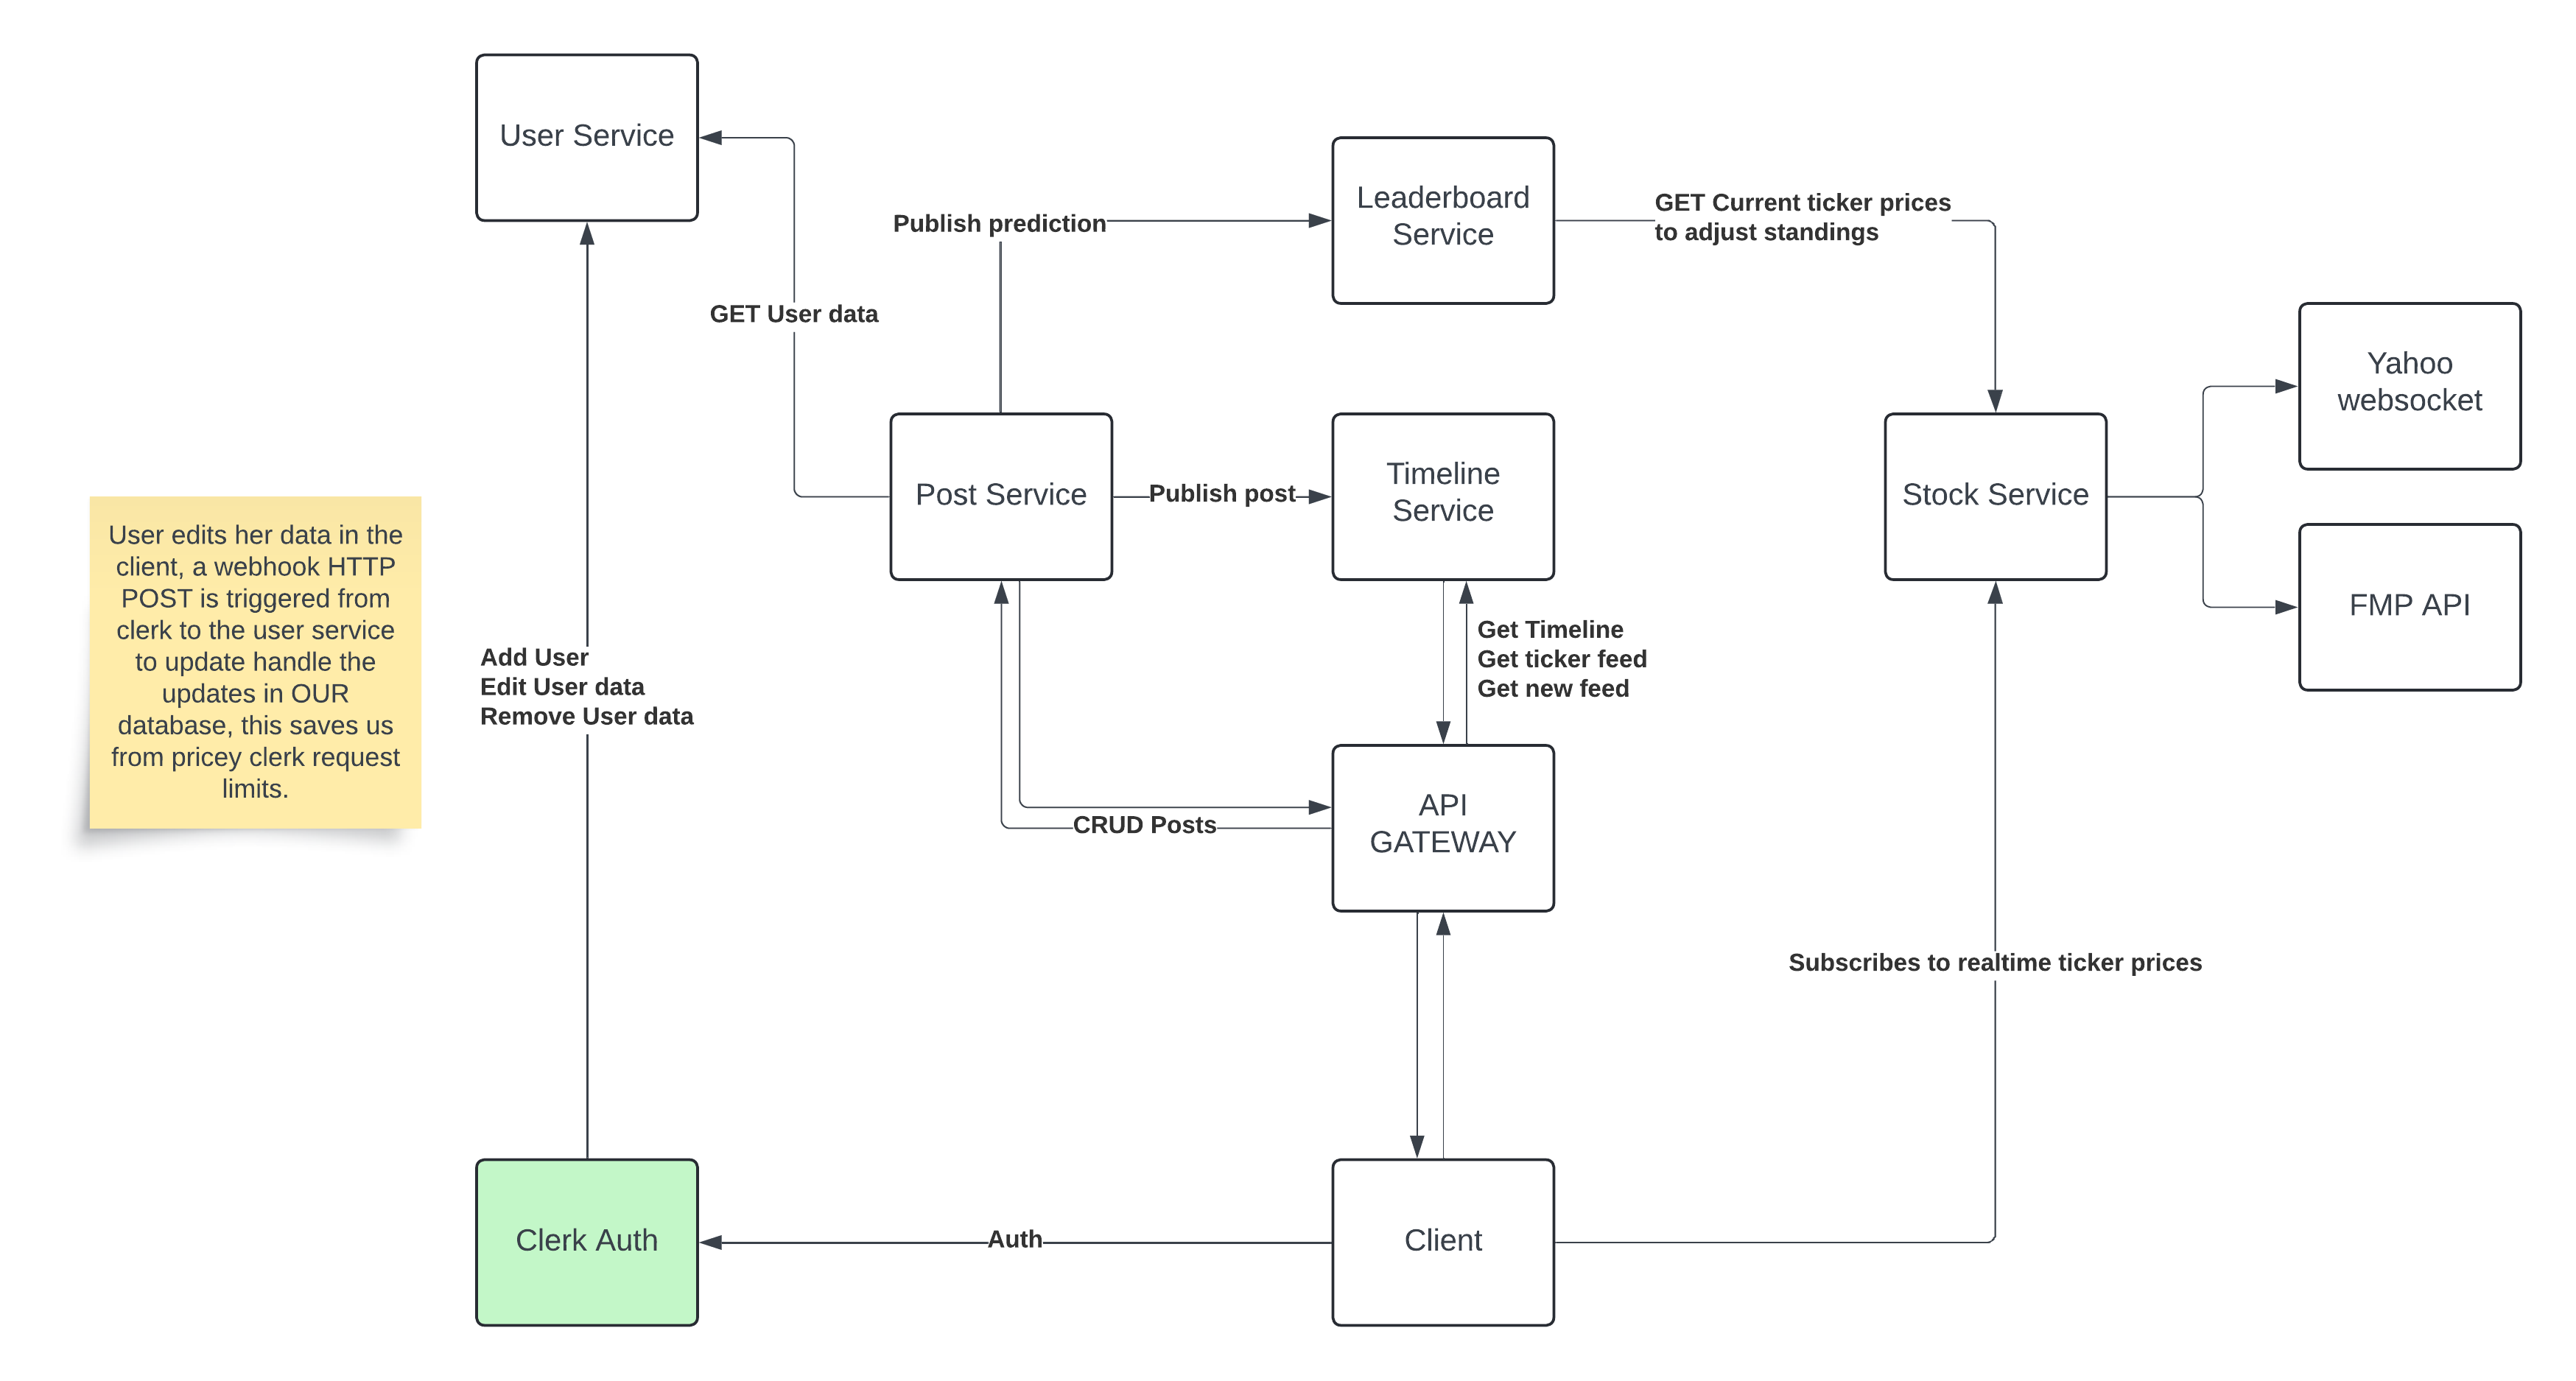 User Service
Leaderboard
Service
GET Current ticker prices
to adjust standings
Publish prediction
GET User data
Yahoo
websocket
Post Service
Publish post
Timeline
Service
Stock Service
FMP API
User edits her data in the
client, a webhook HTTP
POST is triggered from
clerk to the user service
to update handle the
updates in OUR
database, this saves us
from pricey clerk request
limits.
Add User
Edit User data
Remove User data
Get Timeline
Get ticker feed
Get new feed
CRUD Posts
API
GATEWAY
Subscribes to realtime ticker prices
Clerk Auth
Auth
Client